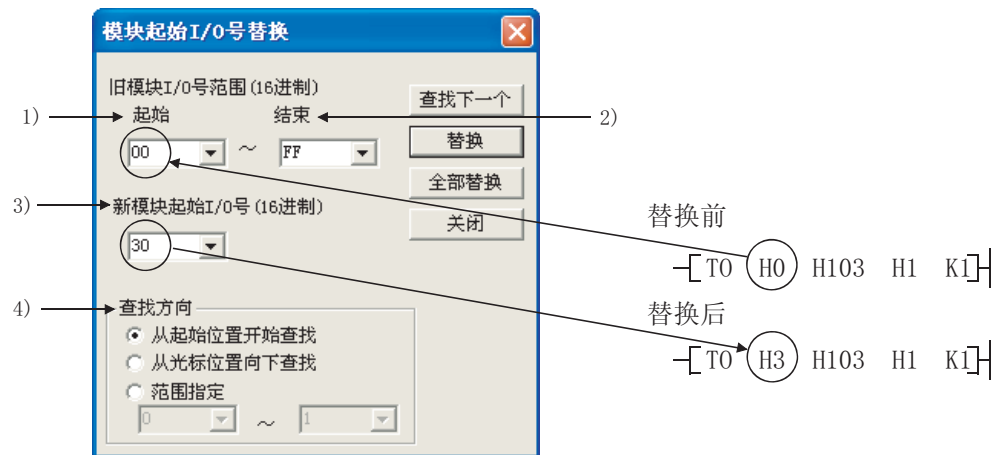 模块起始I/O号替换
旧模块I/O号范围(16进制)
1) 起始 结束 2)
00 ~ FF
查找下一个
替换
全部替换
关闭
3) 新模块起始I/O号(16进制)
30
4) 查找方向
从起始位置开始查找
从光标位置向下查找
范围指定
0 ~ 1
替换前
TO H0 H103 H1 K1
替换后
TO H3 H103 H1 K1